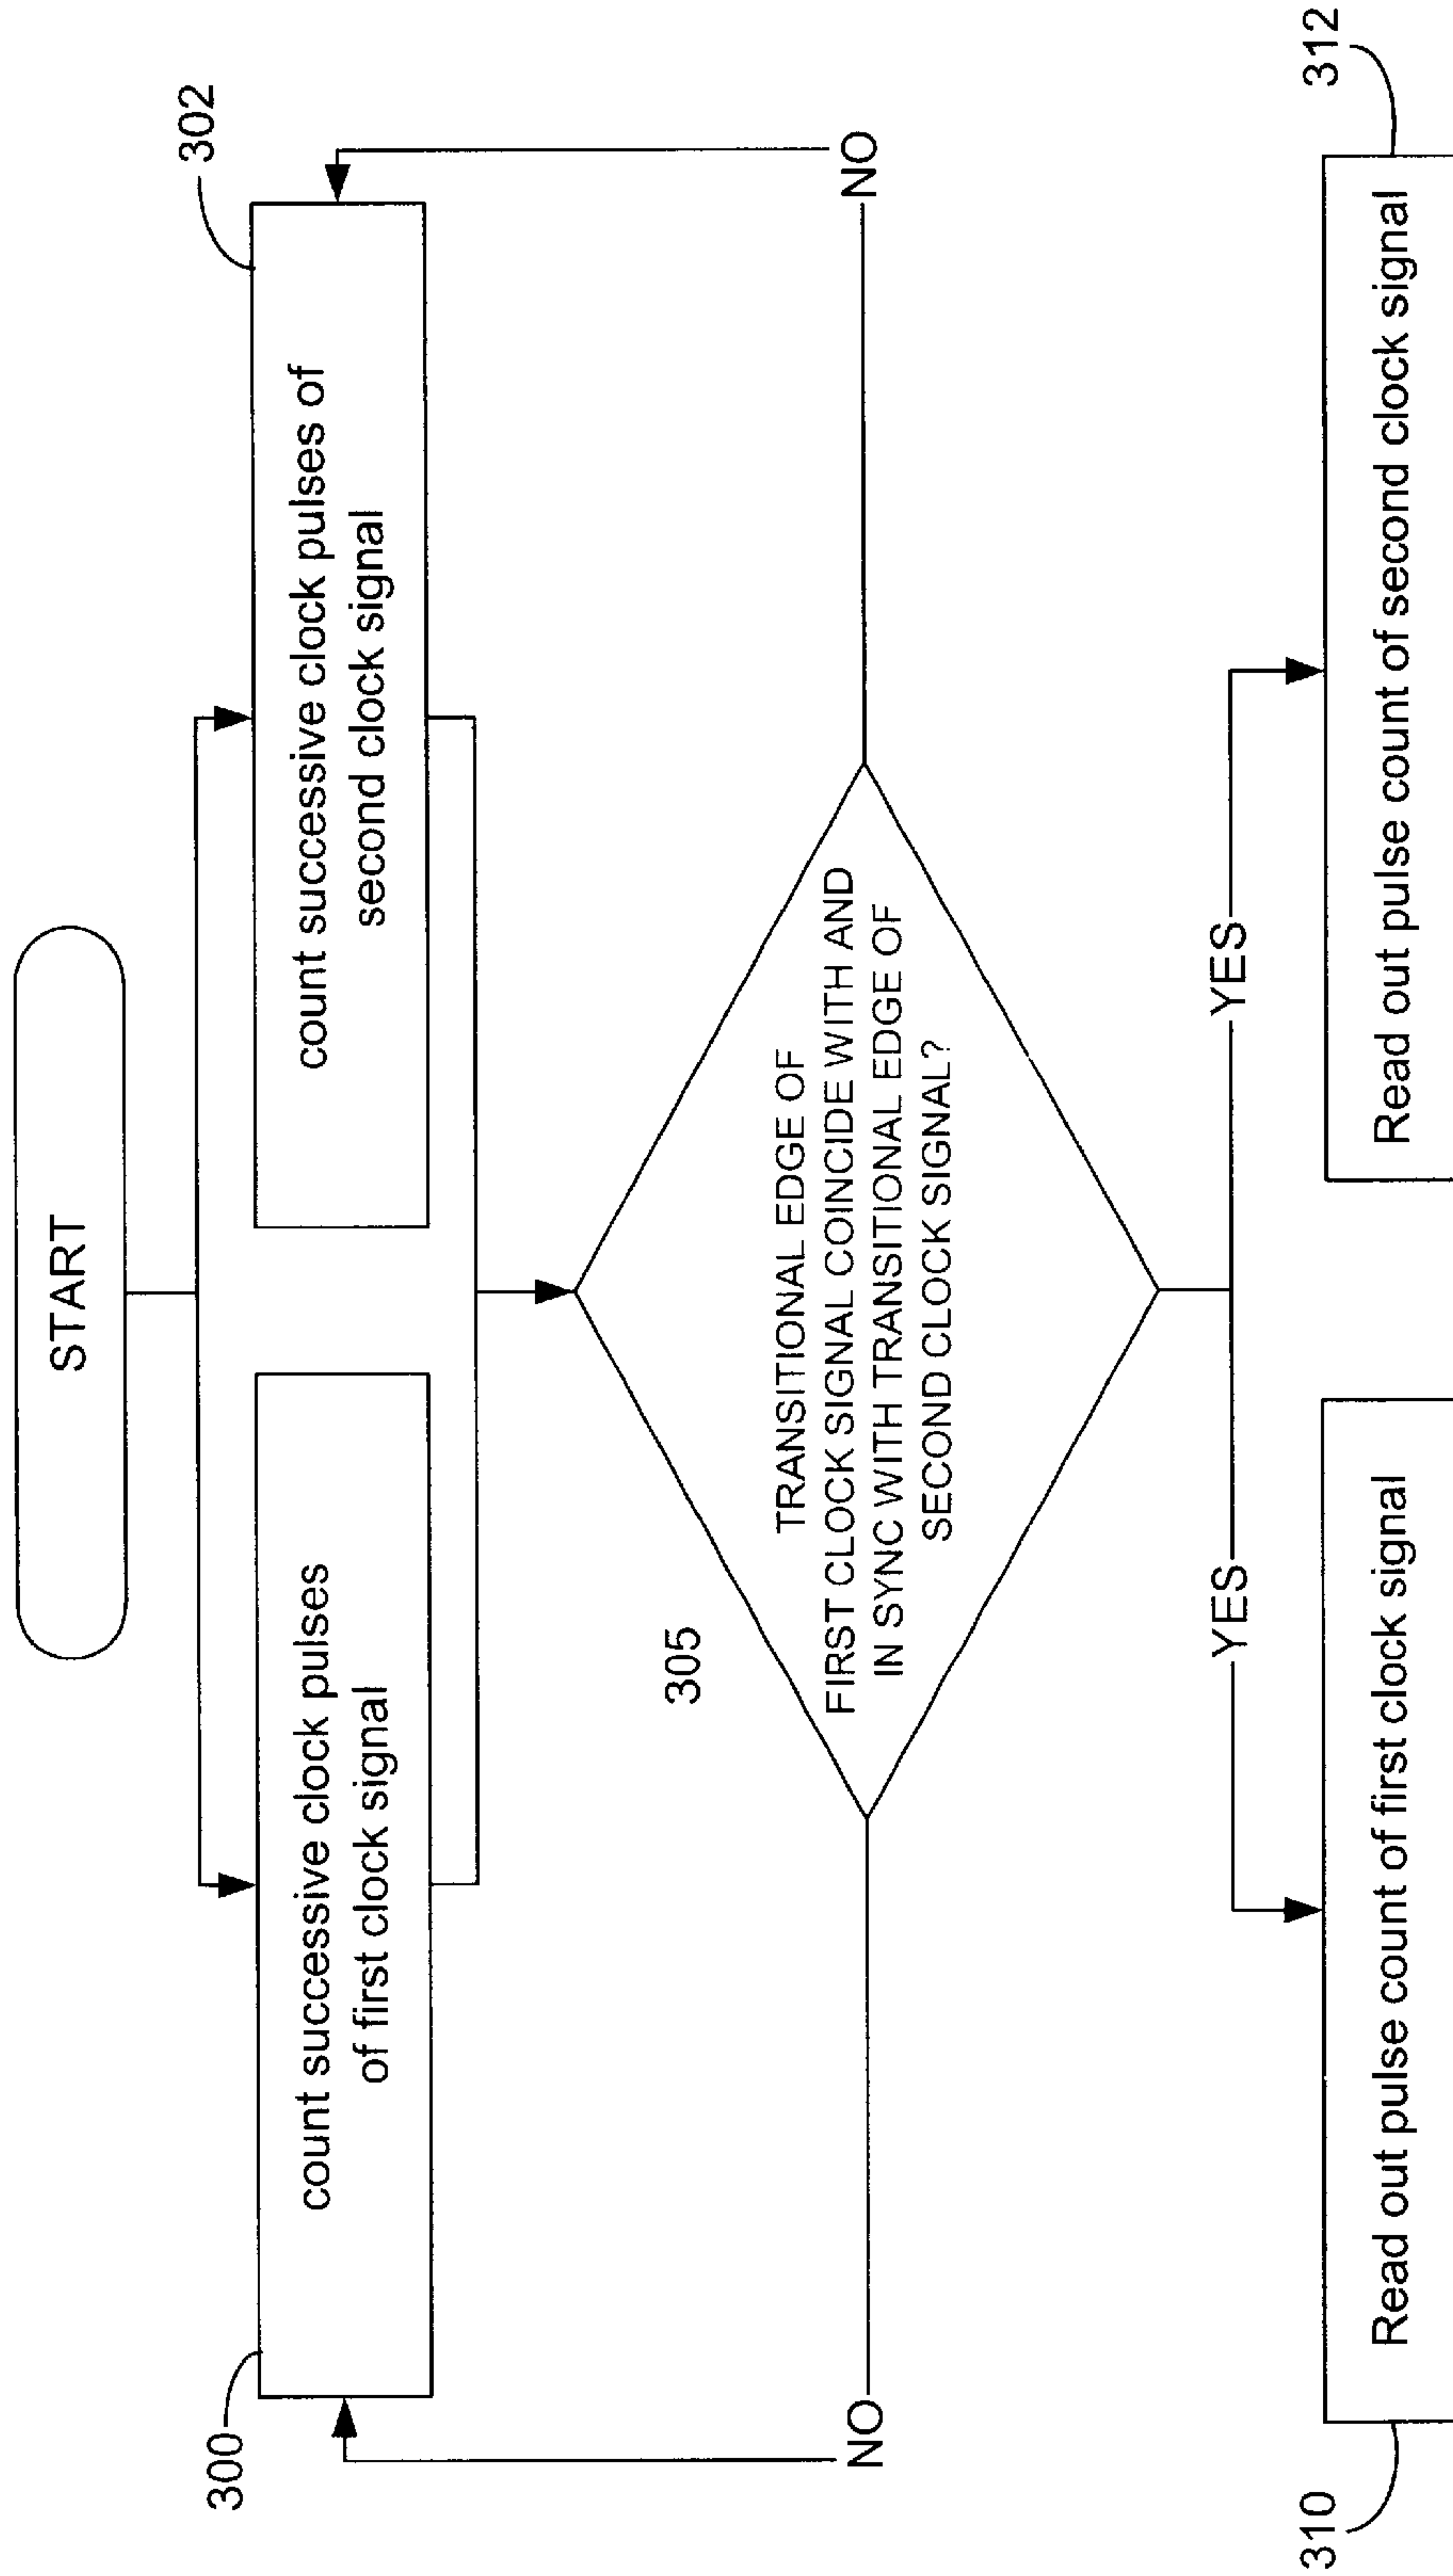 START
300
count successive clock pulses
of first clock signal
302
count successive clock pulses of
second clock signal
305
TRANSITIONAL EDGE OF
FIRST CLOCK SIGNAL COINCIDE WITH AND
IN SYNC WITH TRANSITIONAL EDGE OF
SECOND CLOCK SIGNAL?
NO
NO
YES
YES
310
Read out pulse count of first clock signal
312
Read out pulse count of second clock signal